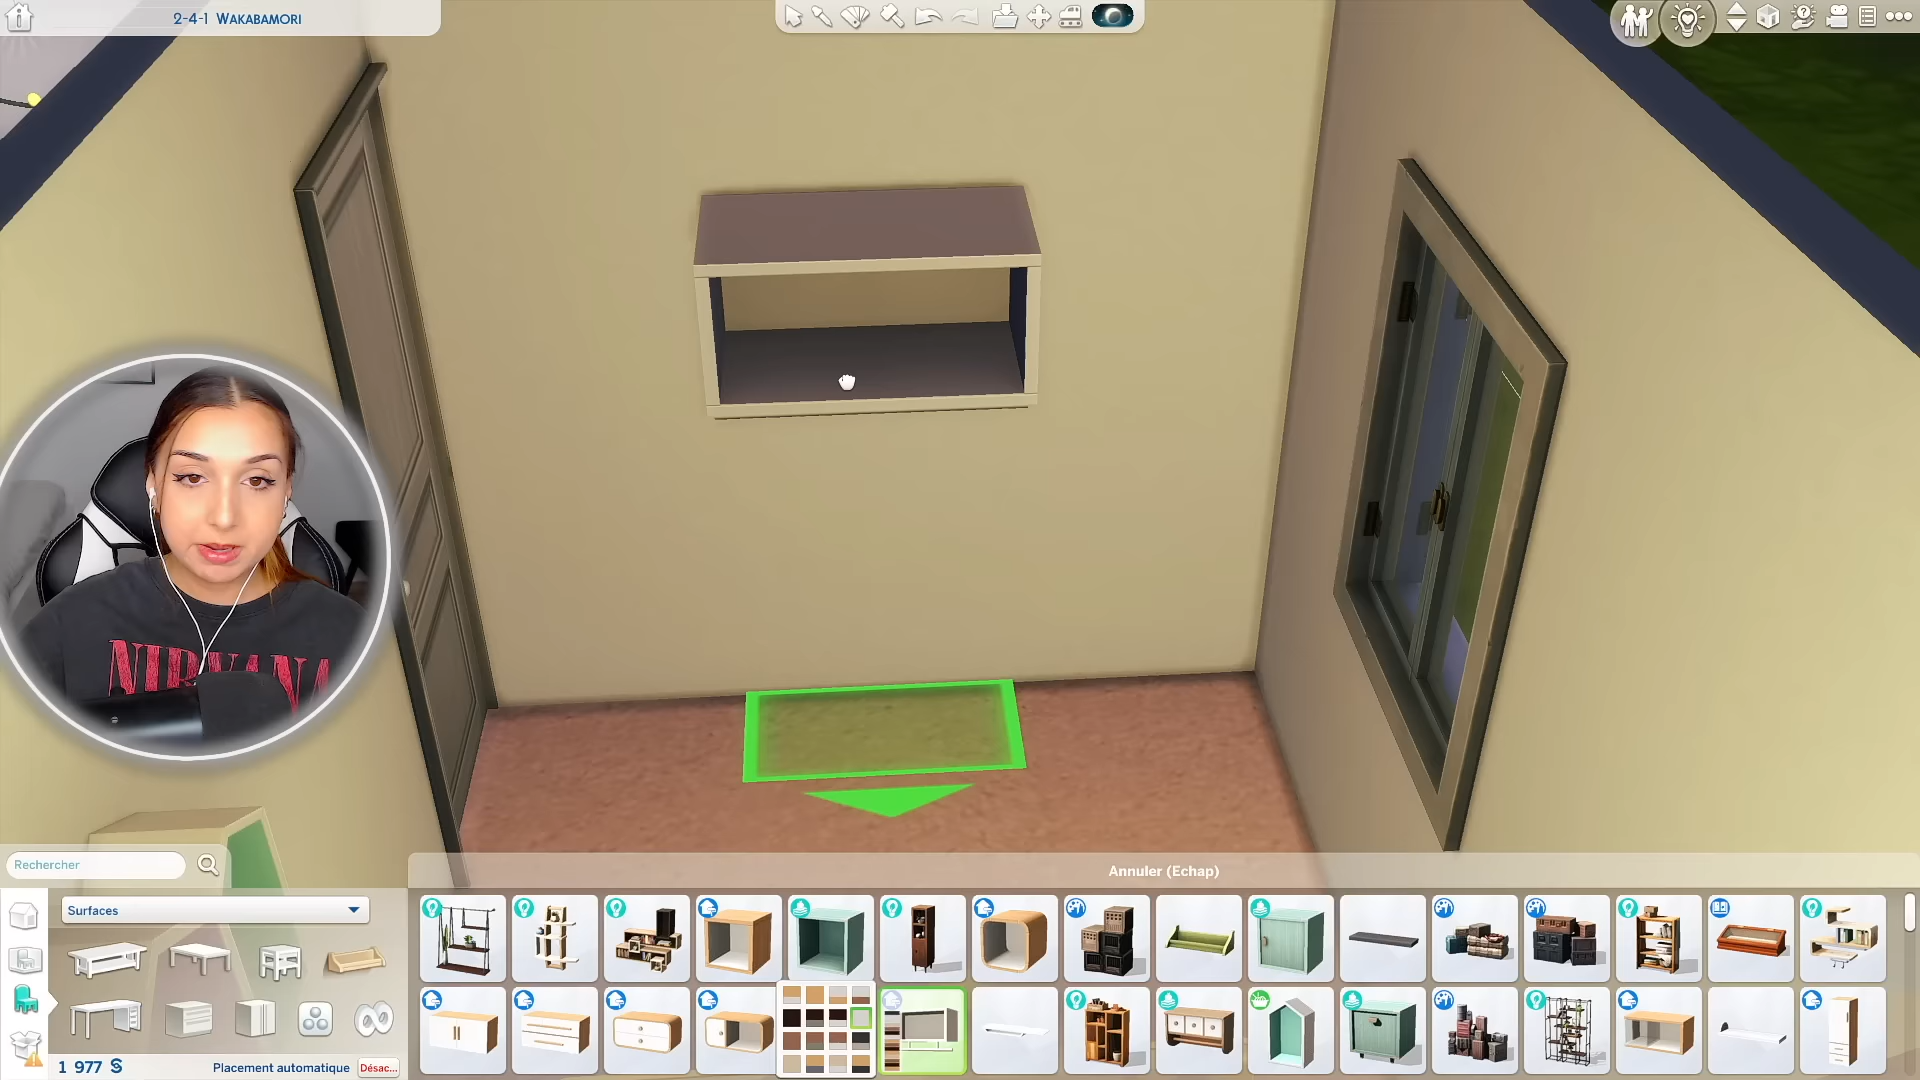 2-4-1 WAKABAMORI
NIRVANA
Rechercher
Annuler (Echap)
Surfaces
1 977 §
Placement automatique
Désac...